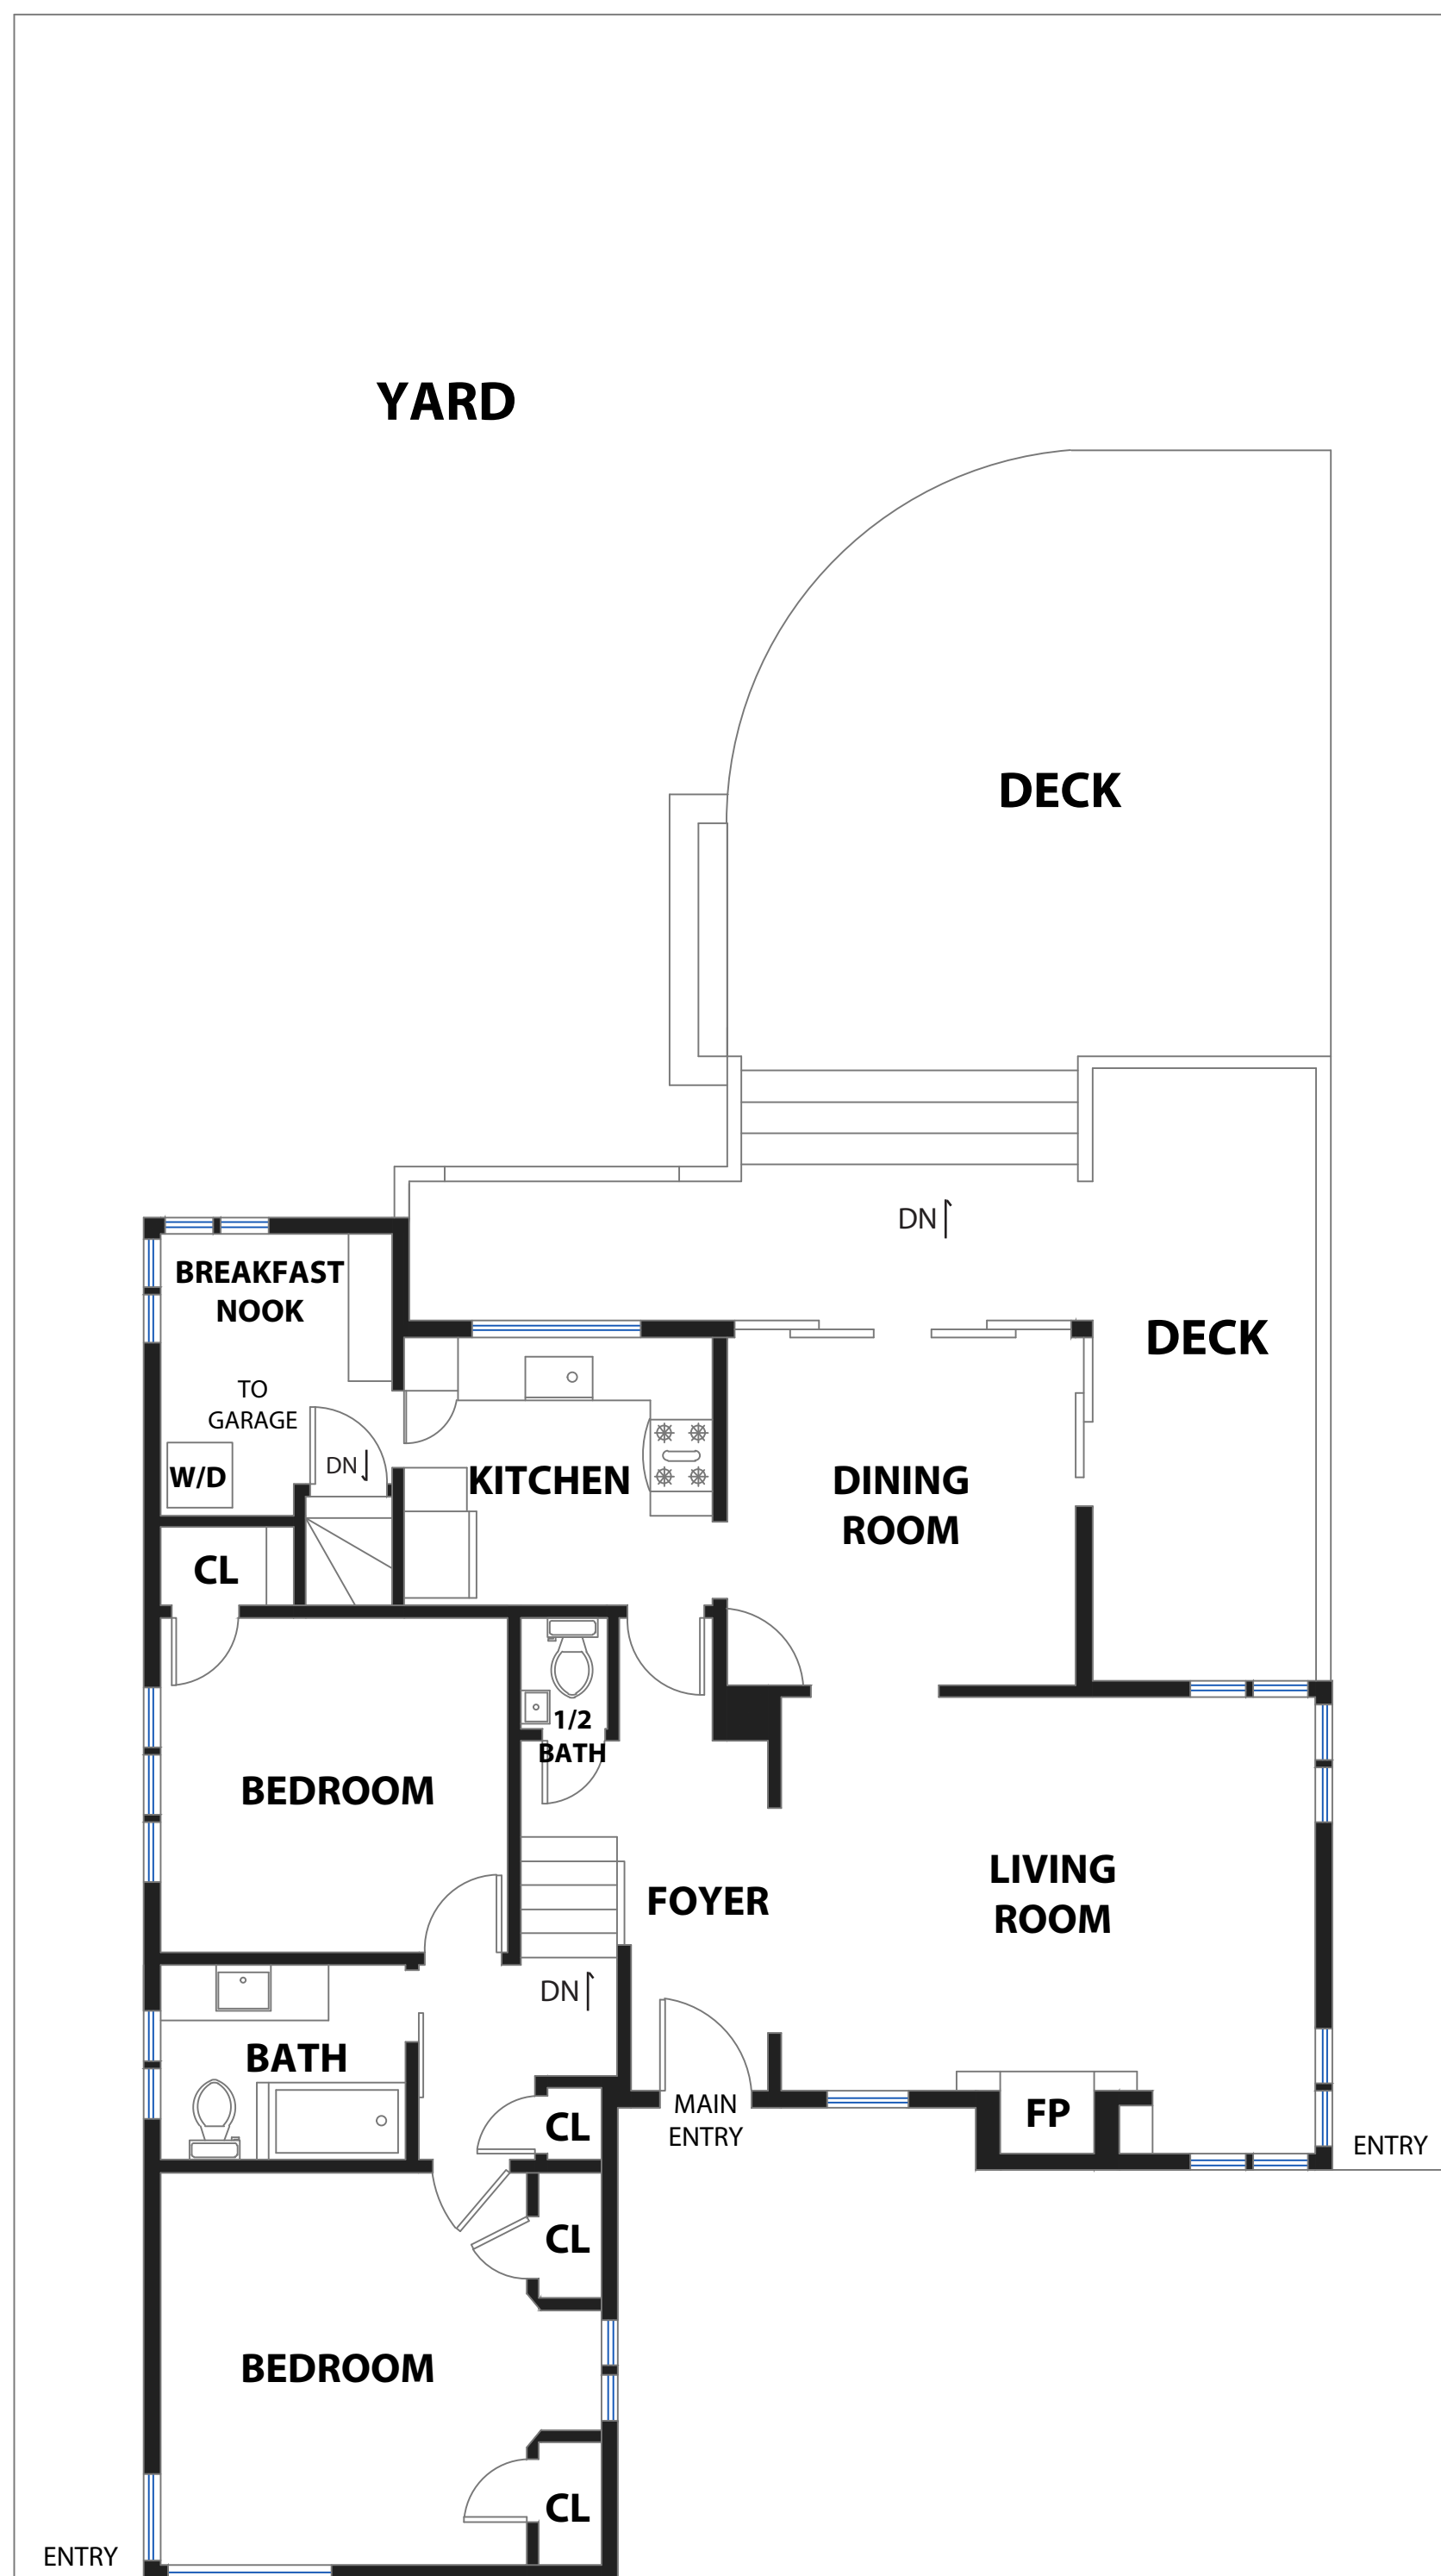 YARD
DECK
DN
BREAKFAST
NOOK
DECK
TO
GARAGE
DN
W/D
KITCHEN
DINING
ROOM
CL
1/2
BATH
BEDROOM
LIVING
ROOM
FOYER
DN
BATH
MAIN
ENTRY
FP
CL
ENTRY
CL
BEDROOM
CL
ENTRY